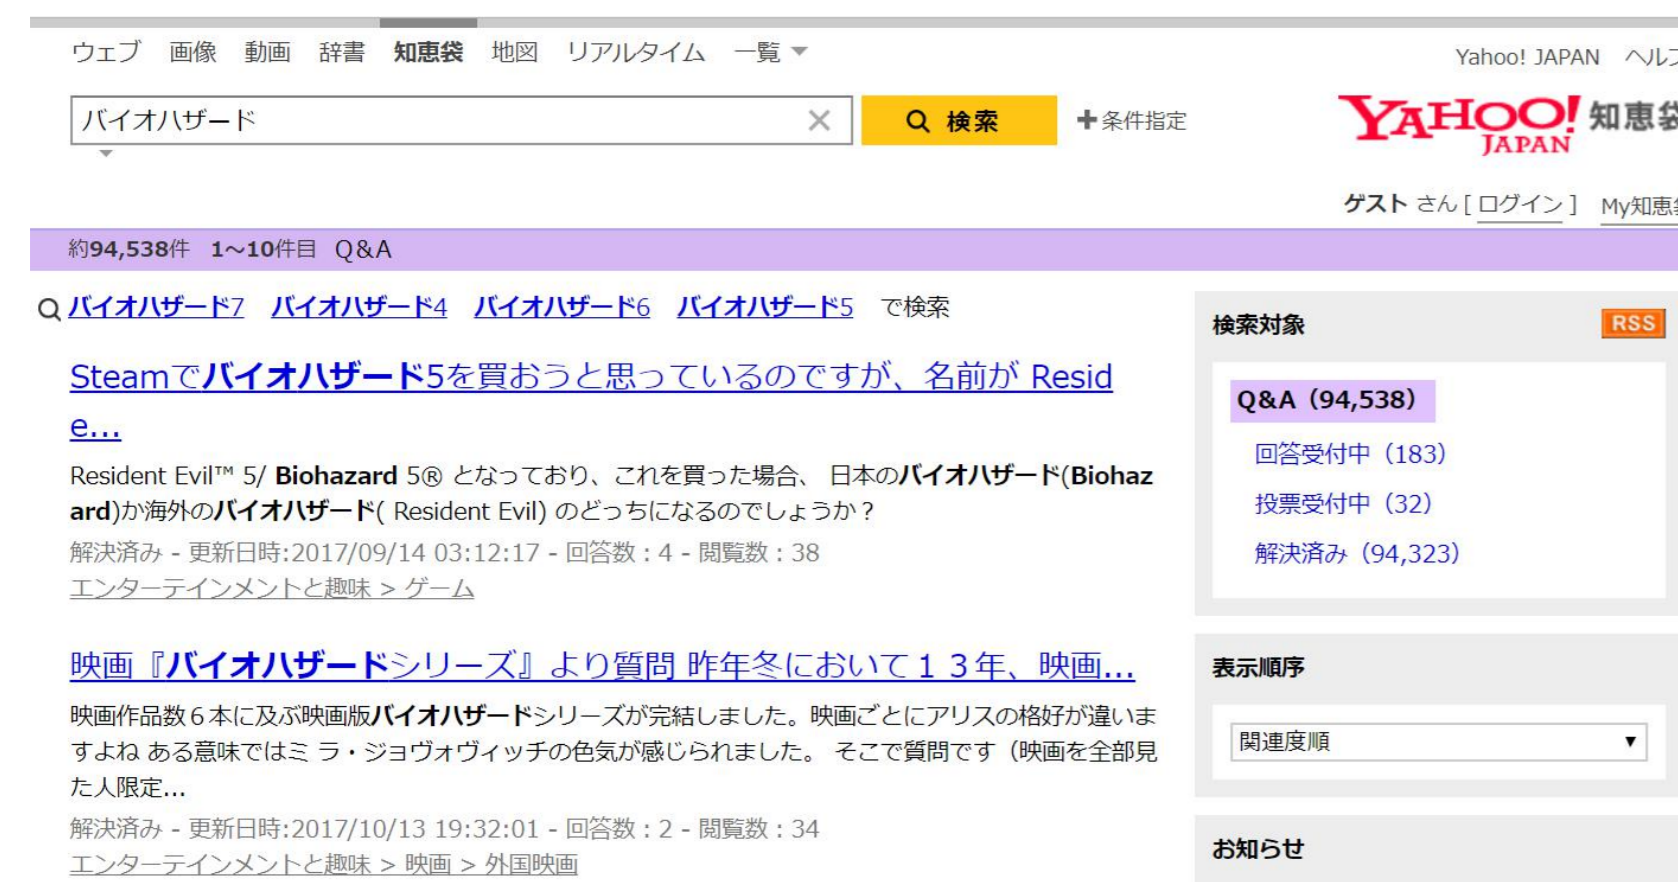 ウェブ 画像 動画 辞書 知恵袋 地図 リアルタイム 一覧
Yahoo! JAPAN ヘル
バイオハザード
検索
+条件指定
YAHOO! JAPAN 知恵袋
ゲスト さん [ ログイン ] My知恵
約94,538件 1～10件目 Q&A
バイオハザード7 バイオハザード4 バイオハザード6 バイオハザード5 で検索
Steamでバイオハザード5を買おうと思っているのですが、名前が Resid
e...
Resident Evil™ 5/ Biohazard 5® となっており、これを買った場合、 日本のバイオハザード(Biohaz
ard)か海外のバイオハザード( Resident Evil) のどっちになるのでしょうか？
解決済み - 更新日時:2017/09/14 03:12:17 - 回答数：4 - 閲覧数：38
エンターテインメントと趣味 > ゲーム
映画『バイオハザードシリーズ』より質問 昨年冬において１３年、映画...
映画作品数６本に及ぶ映画版バイオハザードシリーズが完結しました。映画ごとにアリスの格好が違いま
すよね ある意味ではミ ラ・ジョヴォヴィッチの色気が感じられました。 そこで質問です（映画を全部見
た人限定...
解決済み - 更新日時:2017/10/13 19:32:01 - 回答数：2 - 閲覧数：34
エンターテインメントと趣味 > 映画 > 外国映画
検索対象
RSS
Q&A（94,538）
回答受付中（183）
投票受付中（32）
解決済み（94,323）
表示順序
関連度順
お知らせ